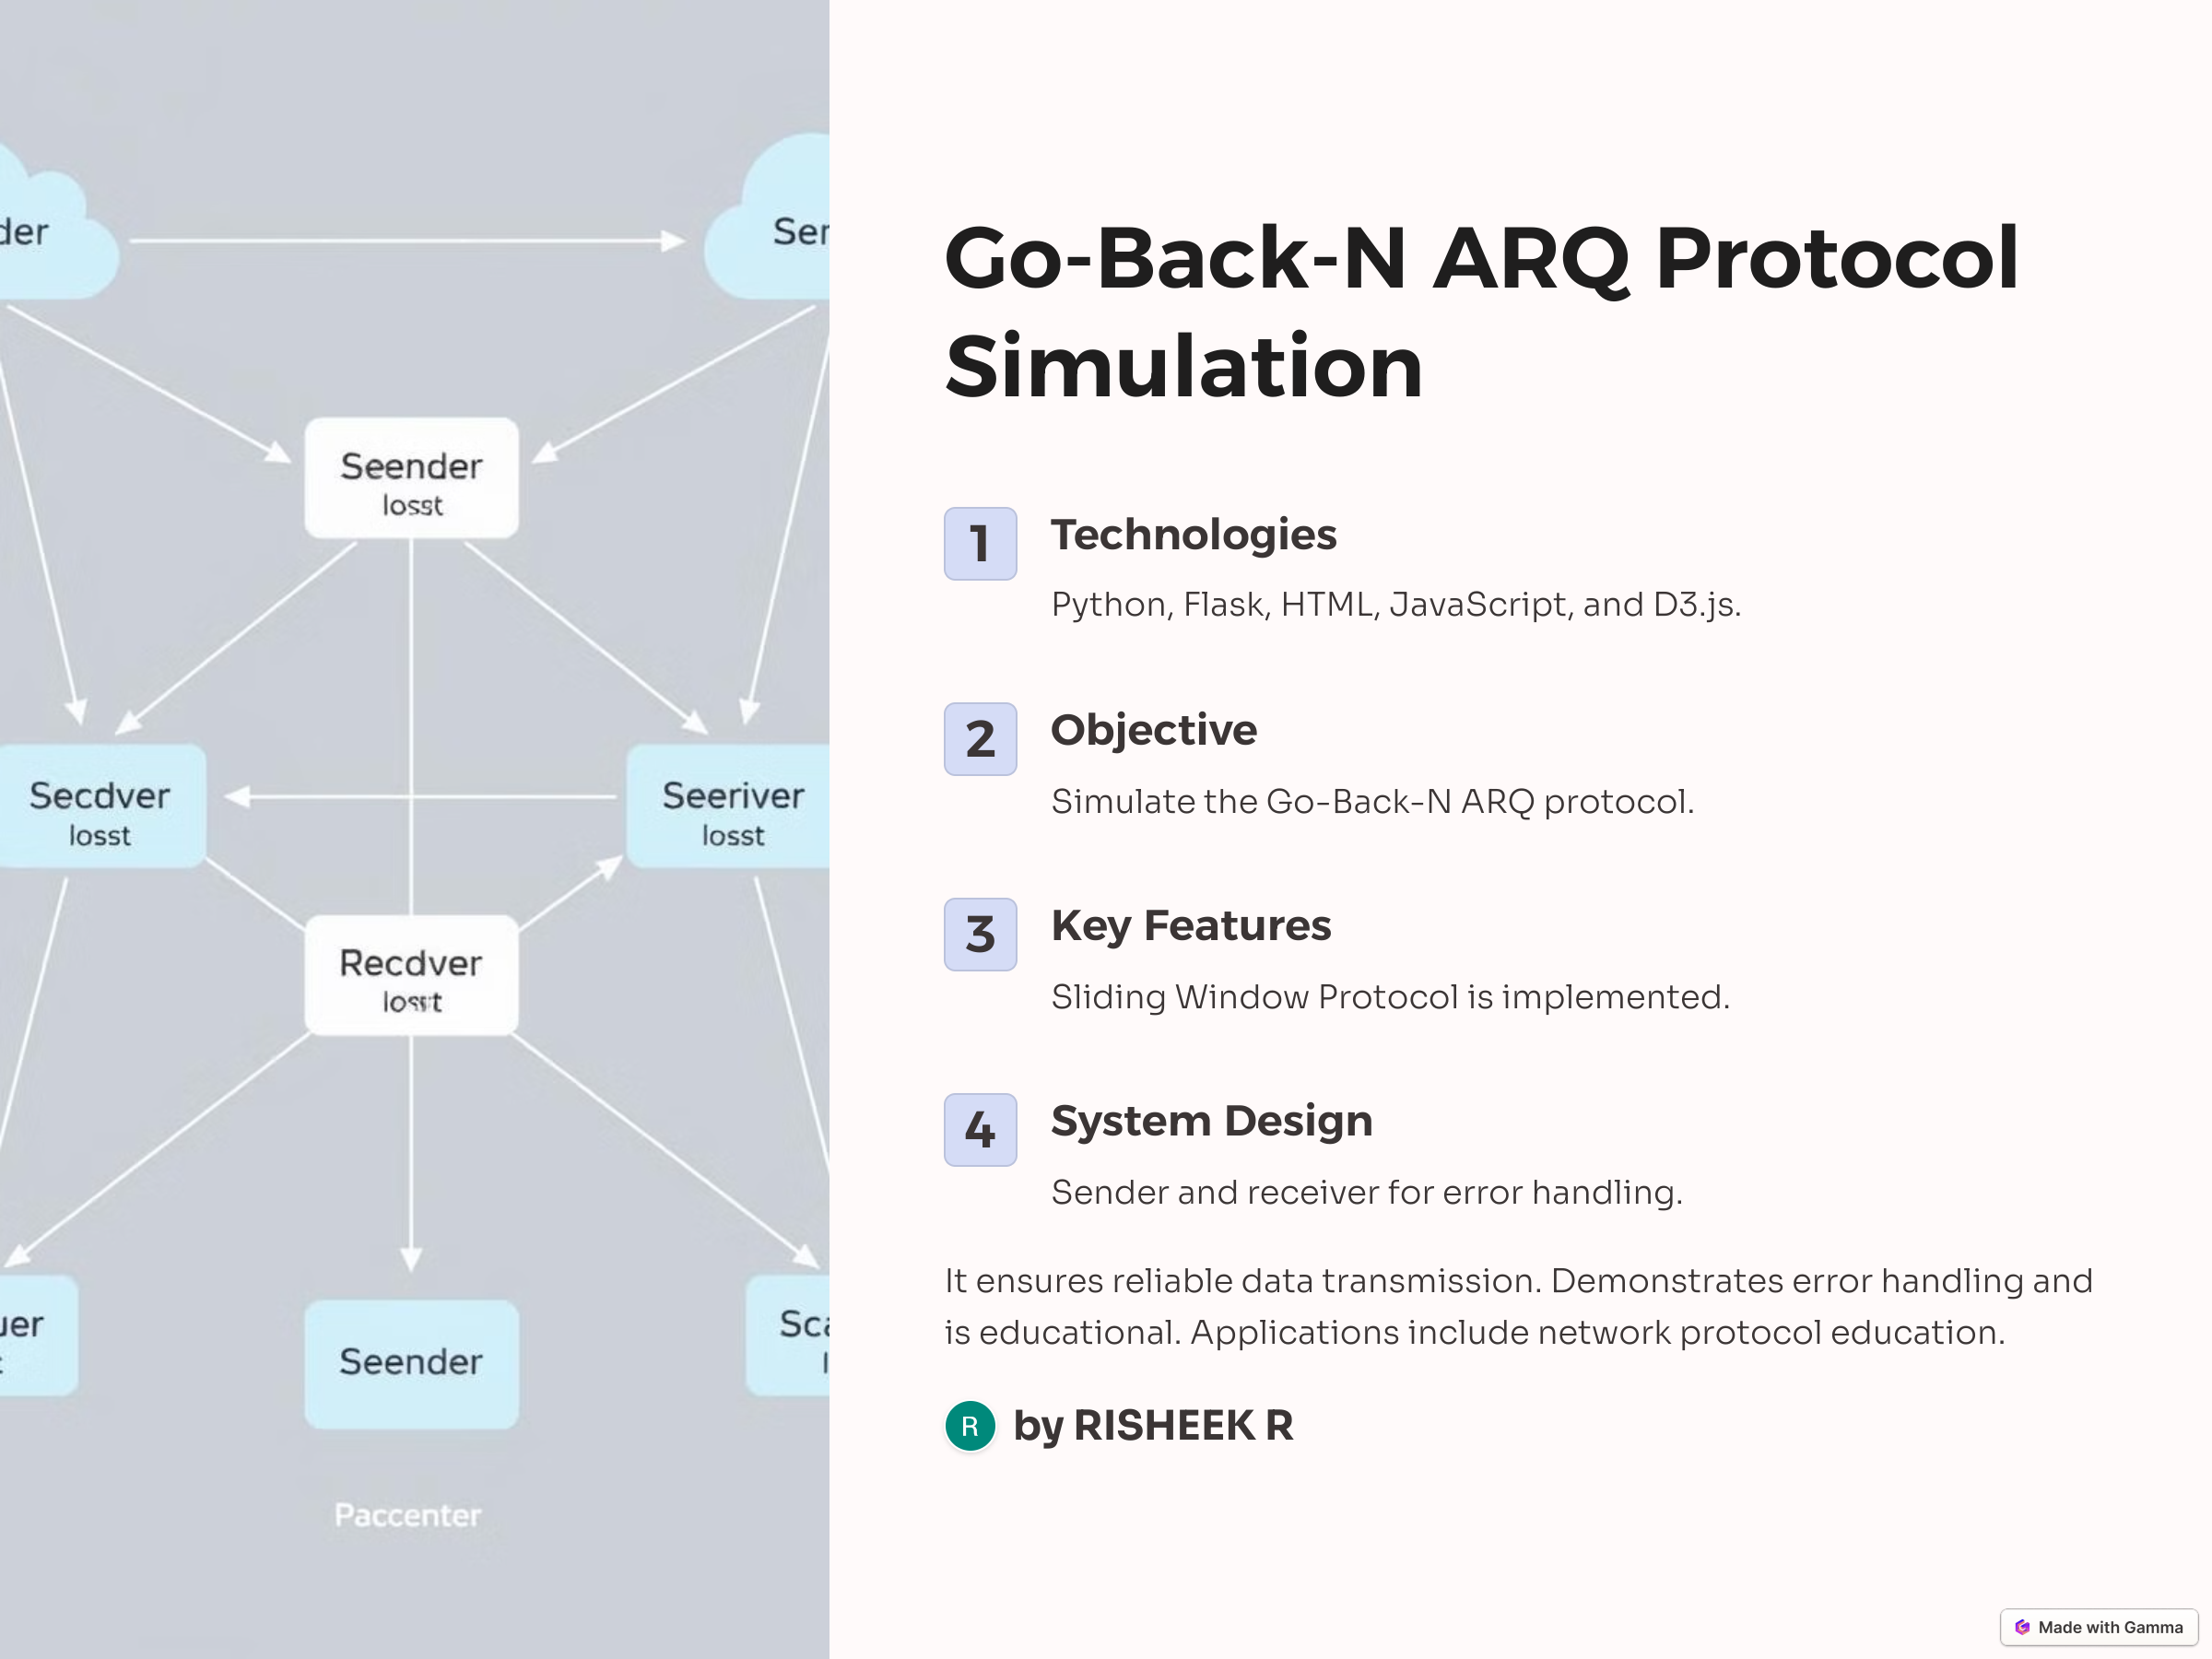 der
Ser
Seender
losst
Secdver
losst
Seeriver
losst
Recdver
uer
Sca
Seender
Paccenter
Go-Back-N ARQ Protocol
Simulation
1
Technologies
Python, Flask, HTML, JavaScript, and D3.js.
2
Objective
Simulate the Go-Back-N ARQ protocol.
3
Key Features
Sliding Window Protocol is implemented.
4
System Design
Sender and receiver for error handling.
It ensures reliable data transmission. Demonstrates error handling and
is educational. Applications include network protocol education.
R
by RISHEEK R
Made with Gamma